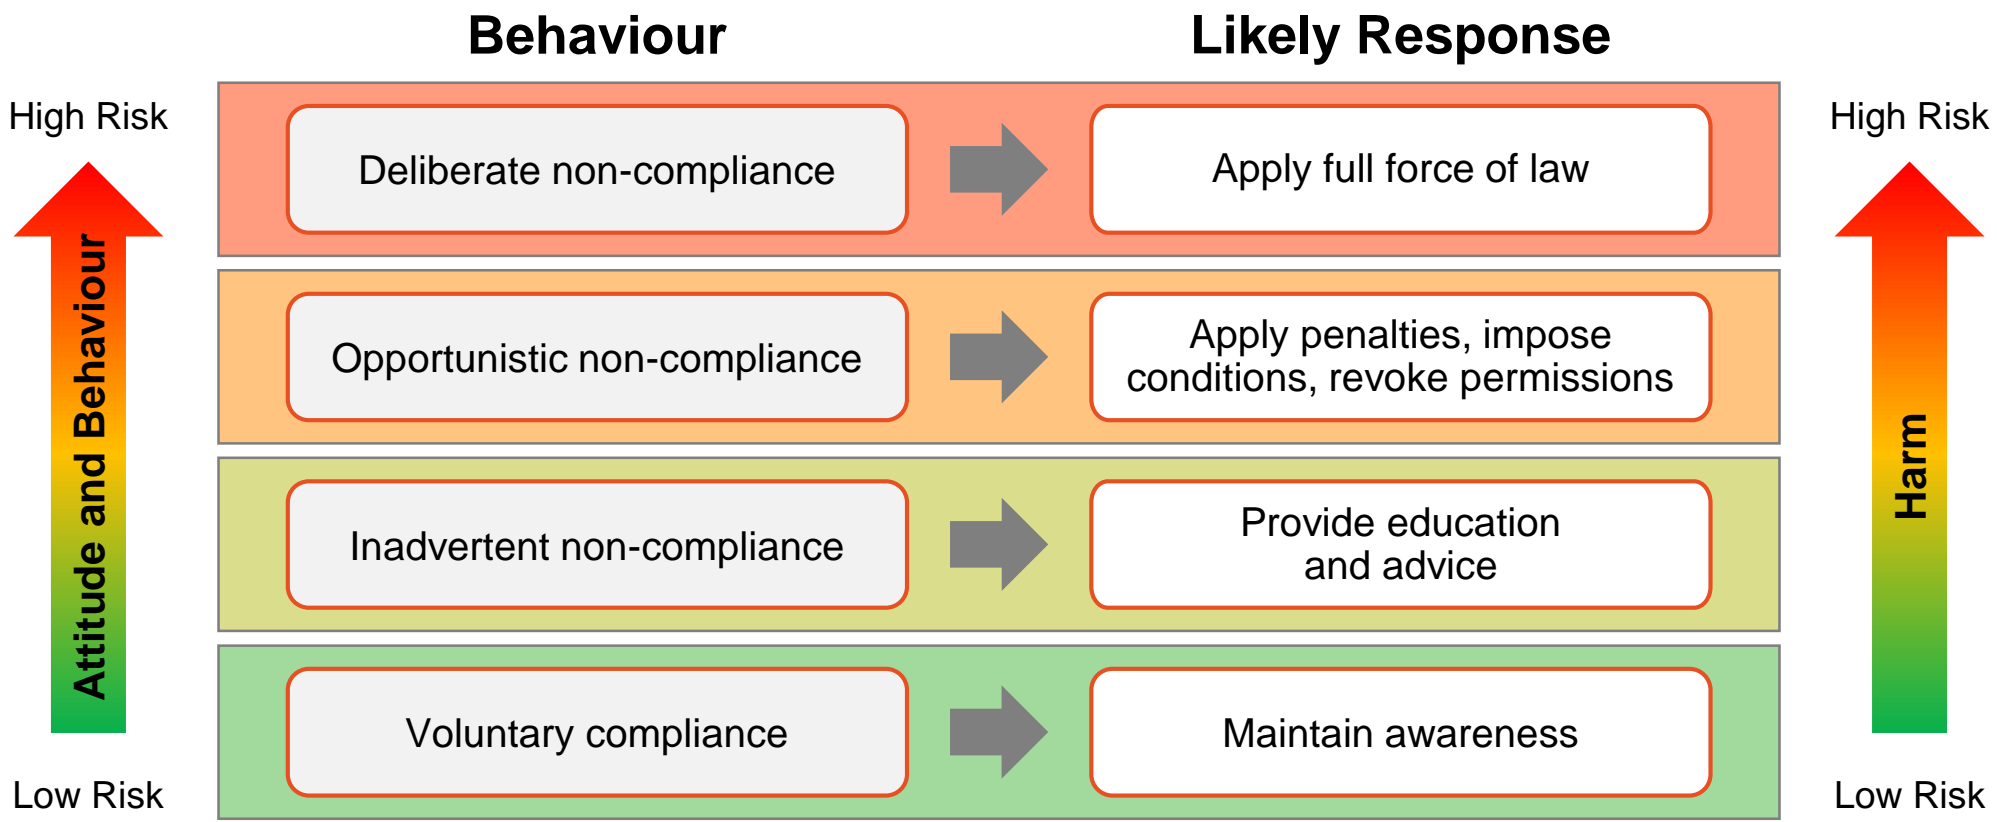 Behaviour
Likely Response
High Risk
High Risk
Deliberate non-compliance
Apply full force of law
Opportunistic non-compliance
Apply penalties, impose
conditions, revoke permissions
Inadvertent non-compliance
Provide education
and advice
Voluntary compliance
Maintain awareness
Attitude and Behaviour
Harm
Low Risk
Low Risk